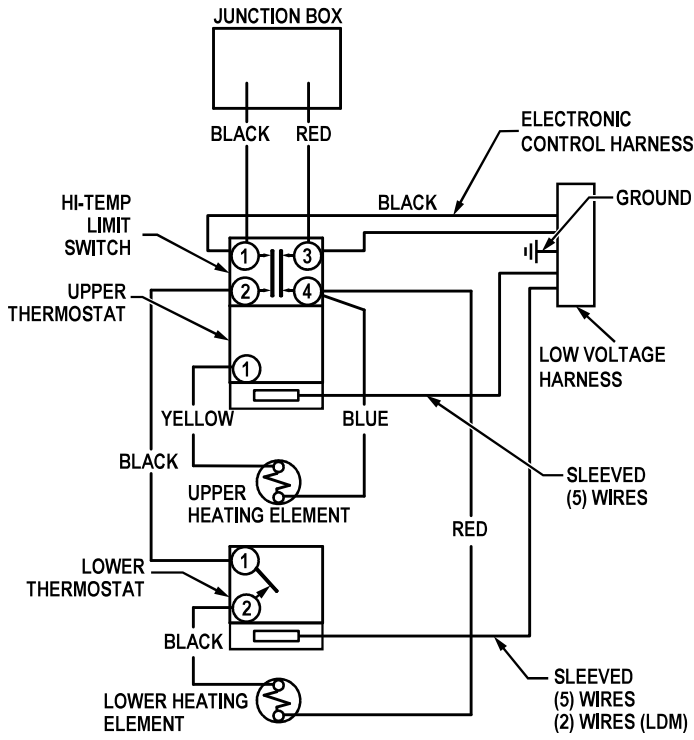 JUNCTION BOX
BLACK
RED
ELECTRONIC
CONTROL HARNESS
BLACK
GROUND
HI-TEMP
LIMIT
SWITCH
1
3
2
4
UPPER
THERMOSTAT
LOW VOLTAGE
HARNESS
1
YELLOW
BLUE
BLACK
SLEEVED
(5) WIRES
UPPER
HEATING ELEMENT
RED
LOWER
THERMOSTAT
1
2
BLACK
LOWER HEATING
ELEMENT
SLEEVED
(5) WIRES
(2) WIRES (LDM)